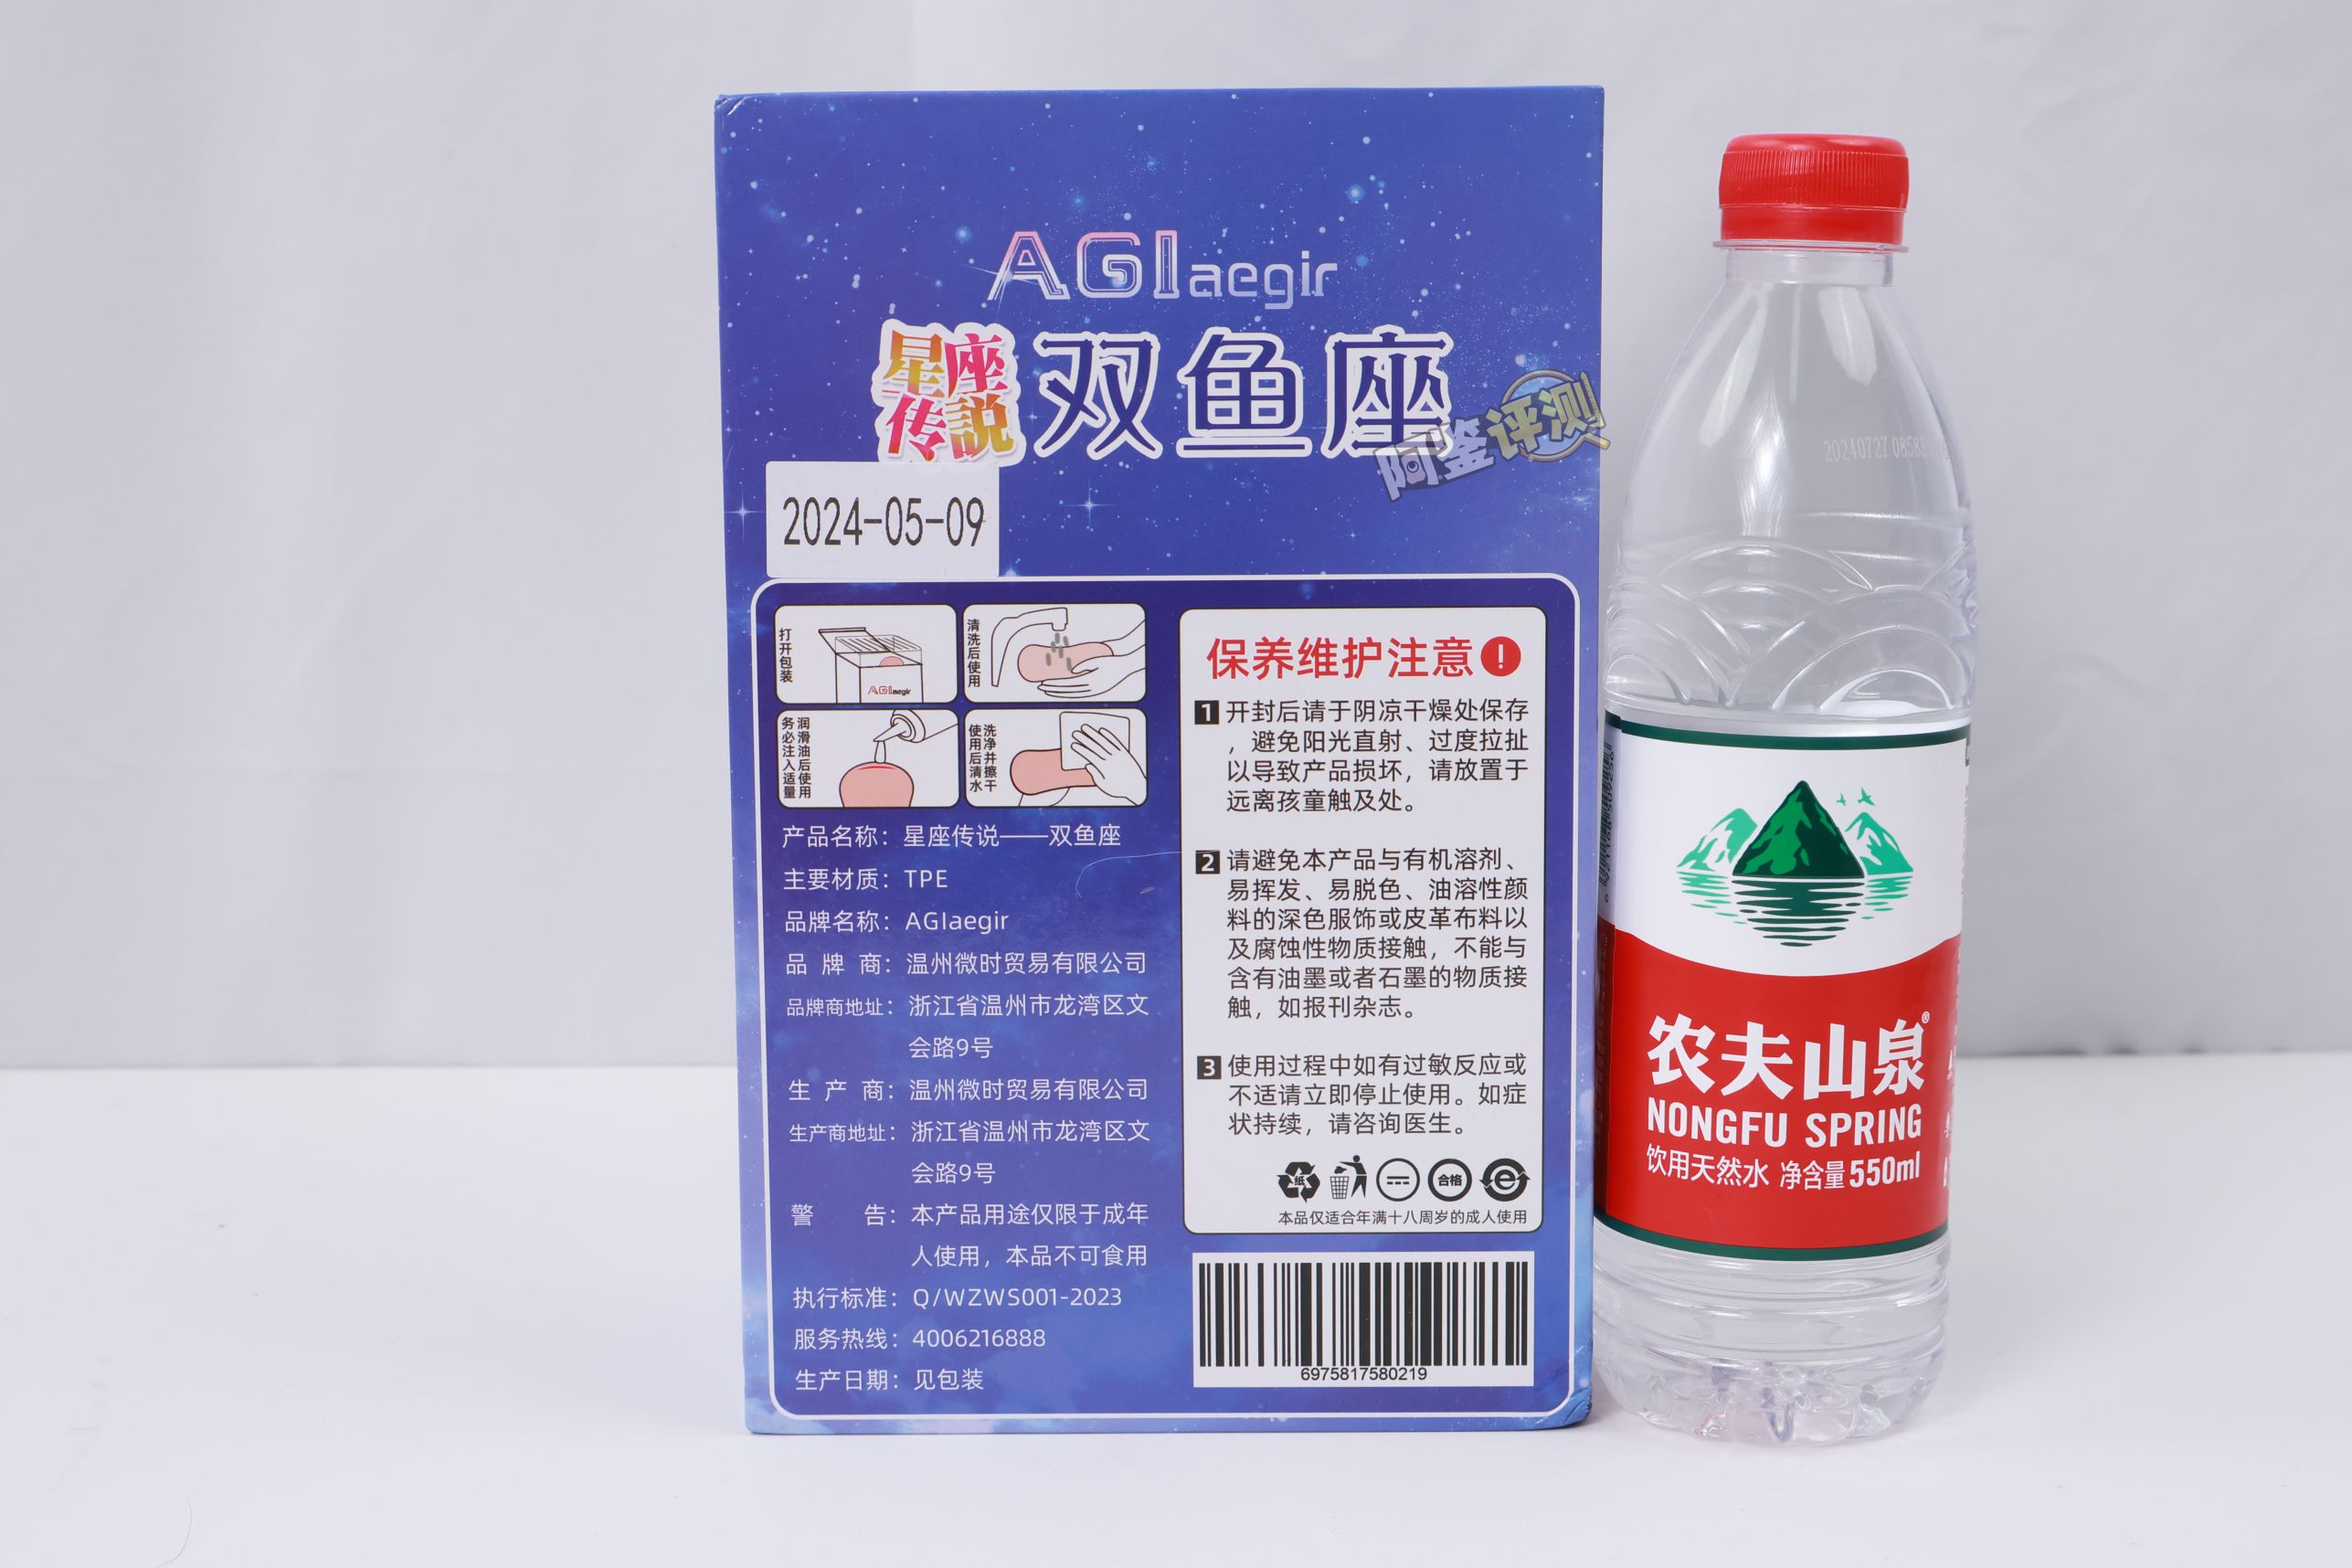 AGIaegir
星座
传説
双鱼座
阿鉴评测
2024-05-09
打开包装
AGIaegir
清洗后使用
务必注入适量
润滑油后使用
使用后清水
洗净并擦干
产品名称：星座传说——双鱼座
主要材质：TPE
品牌名称：AGIaegir
品牌商：温州微时贸易有限公司
品牌商地址：浙江省温州市龙湾区文
会路9号
生产商：温州微时贸易有限公司
生产商地址：浙江省温州市龙湾区文
会路9号
警告：本产品用途仅限于成年
人使用，本品不可食用
执行标准：Q/WZWS001-2023
服务热线：4006216888
生产日期：见包装
保养维护注意!
1 开封后请于阴凉干燥处保存
，避免阳光直射、过度拉扯
以导致产品损坏，请放置于
远离孩童触及处。
2 请避免本产品与有机溶剂、
易挥发、易脱色、油溶性颜
料的深色服饰或皮革布料以
及腐蚀性物质接触，不能与
含有油墨或者石墨的物质接
触，如报刊杂志。
3 使用过程中如有过敏反应或
不适请立即停止使用。如症
状持续，请咨询医生。
纸
合格
e
本品仅适合年满十八周岁的成人使用
6975817580219
20240727
农夫山泉®
NONGFU SPRING
饮用天然水 净含量550ml